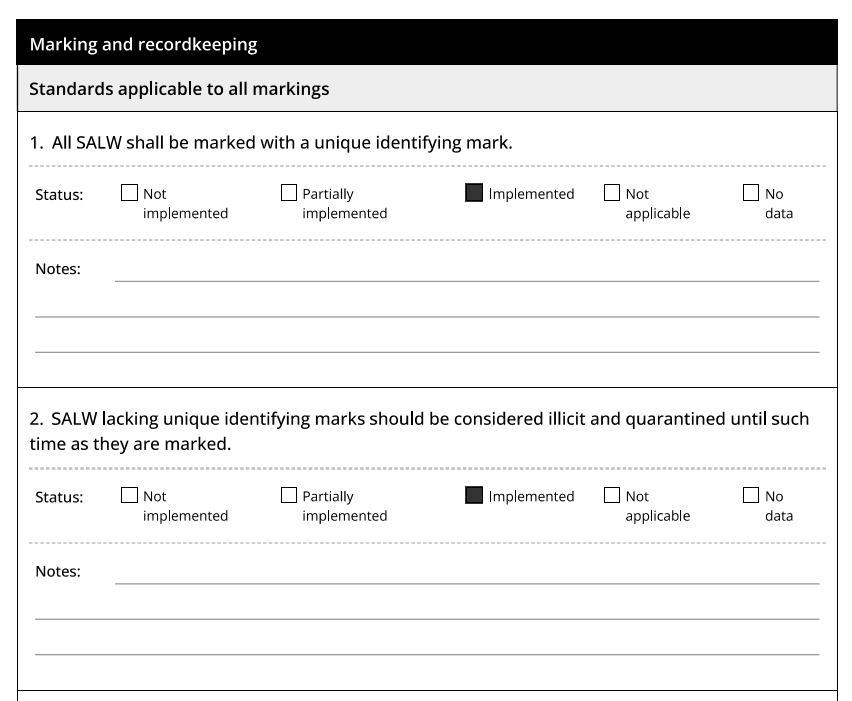 Marking and recordkeeping
Standards applicable to all markings
1. All SALW shall be marked with a unique identifying mark.
Status: Not implemented Partially implemented Implemented Not applicable No data
Notes:
2. SALW lacking unique identifying marks should be considered illicit and quarantined until such
time as they are marked.
Status: Not implemented Partially implemented Implemented Not applicable No data
Notes: